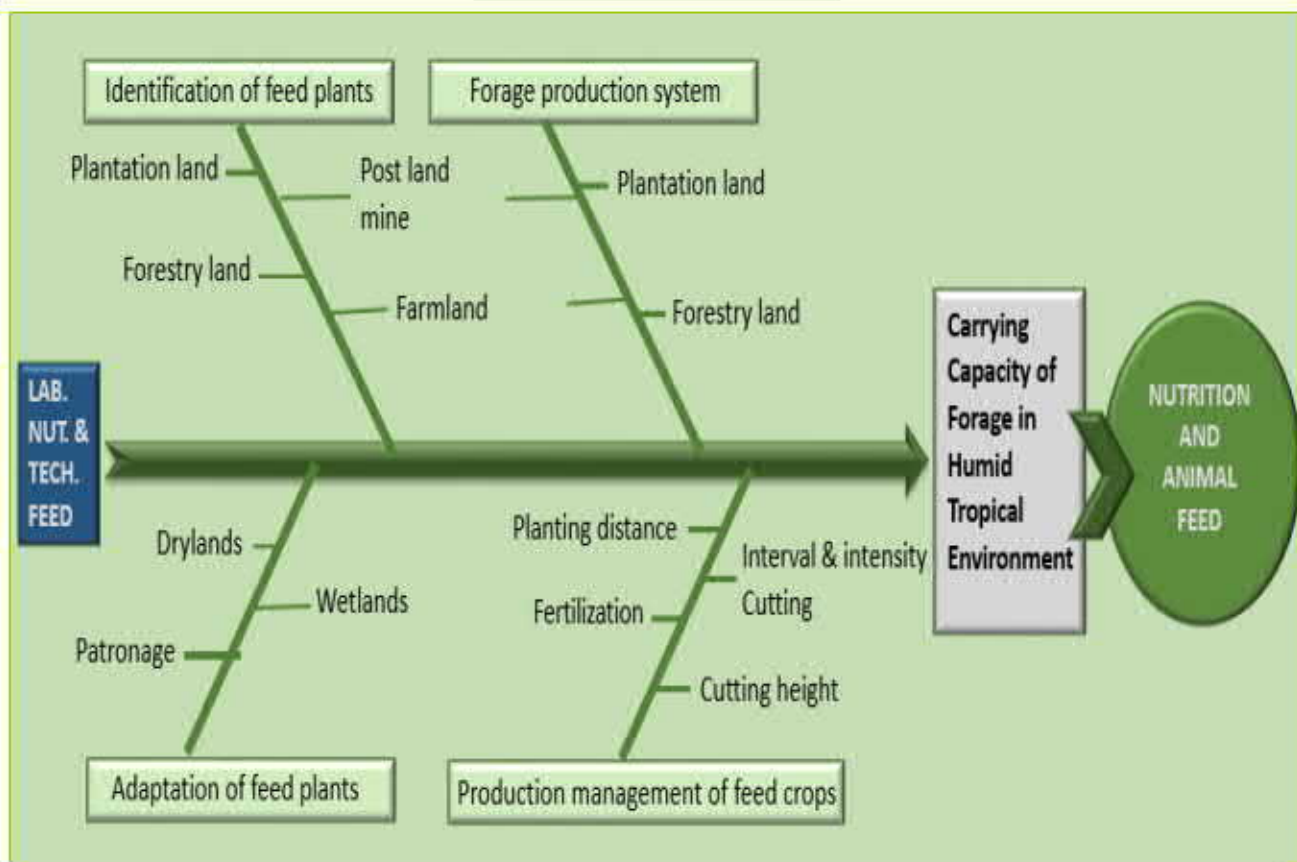 Identification of feed plants
Forage production system
Plantation land
Post land
mine
Plantation land
Forestry land
Farmland
Forestry land
LAB.
NUT. &
TECH.
FEED
Carrying
Capacity of
Forage in
Humid
Tropical
Environment
NUTRITION
AND
ANIMAL
FEED
Drylands
Wetlands
Patronage
Planting distance
Interval & intensity
Cutting
Fertilization
Cutting height
Adaptation of feed plants
Production management of feed crops